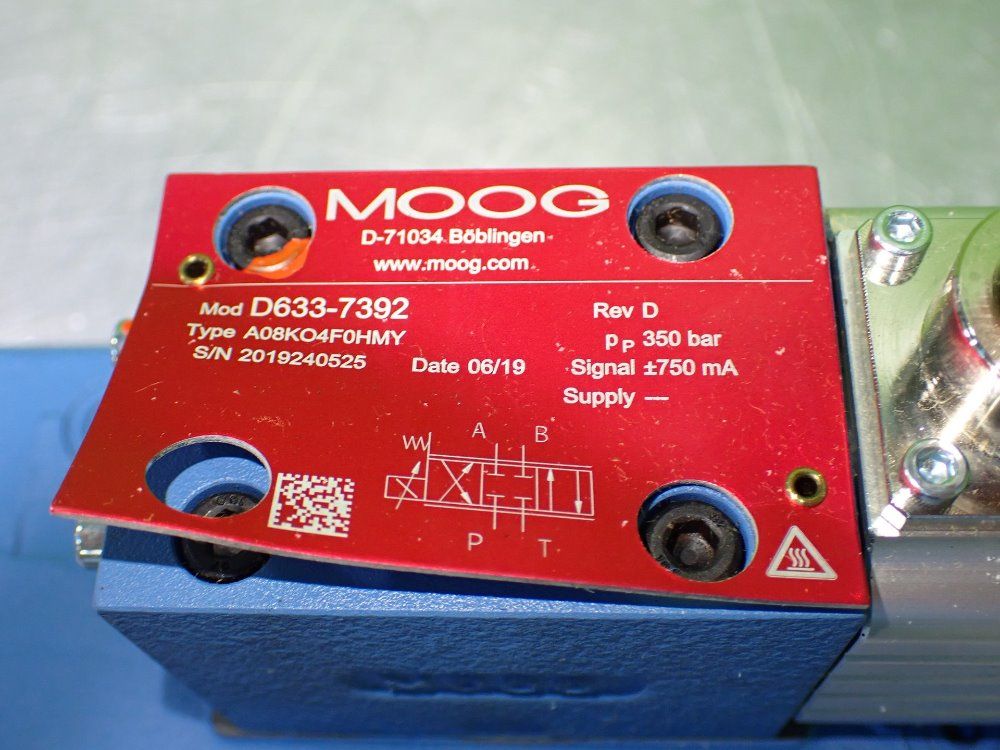 MOOG
D-71034 Böblingen
www.moog.com
Mod D633-7392 Rev D
Type A08KO4F0HMY pP 350 bar
S/N 2019240525 Date 06/19 Signal ±750 mA
Supply ---
A B
P T